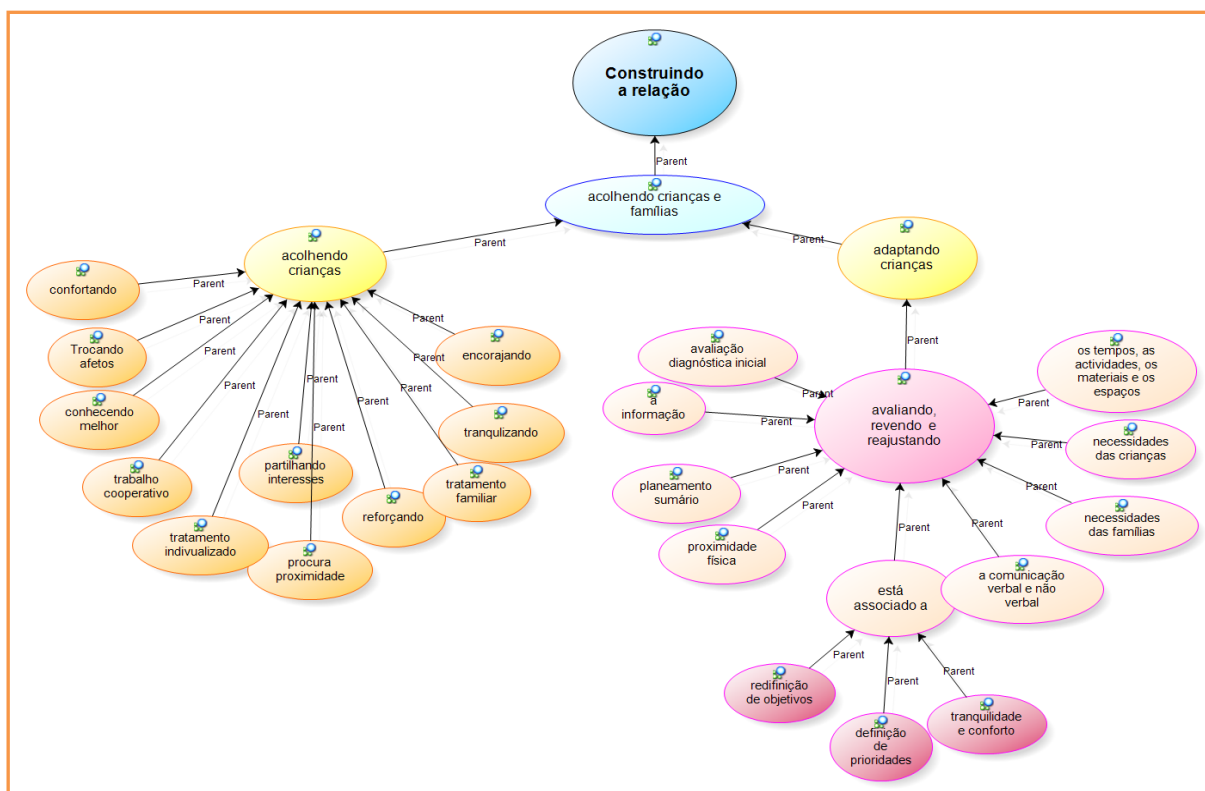 Construindo
a relação
Parent
acolhendo crianças e
famílias
Parent
Parent
acolhendo
crianças
adaptando
crianças
confortando
Parent
Trocando
afetos
Parent
conhecendo
melhor
Parent
trabalho
cooperativo
Parent
tratamento
indivualizado
Parent
partilhando
interesses
Parent
procura
proximidade
Parent
reforçando
Parent
tratamento
familiar
Parent
tranqulizando
Parent
encorajando
Parent
Parent
avaliando,
revendo e
reajustando
avaliação
diagnóstica inicial
Parent
a
informação
Parent
planeamento
sumário
Parent
proximidade
física
Parent
os tempos, as
actividades, os
materiais e os
espaços
Parent
necessidades
das crianças
Parent
necessidades
das famílias
Parent
a comunicação
verbal e não
verbal
Parent
está
associado a
Parent
redifinição
de objetivos
Parent
definição
de
prioridades
Parent
tranquilidade
e conforto
Parent